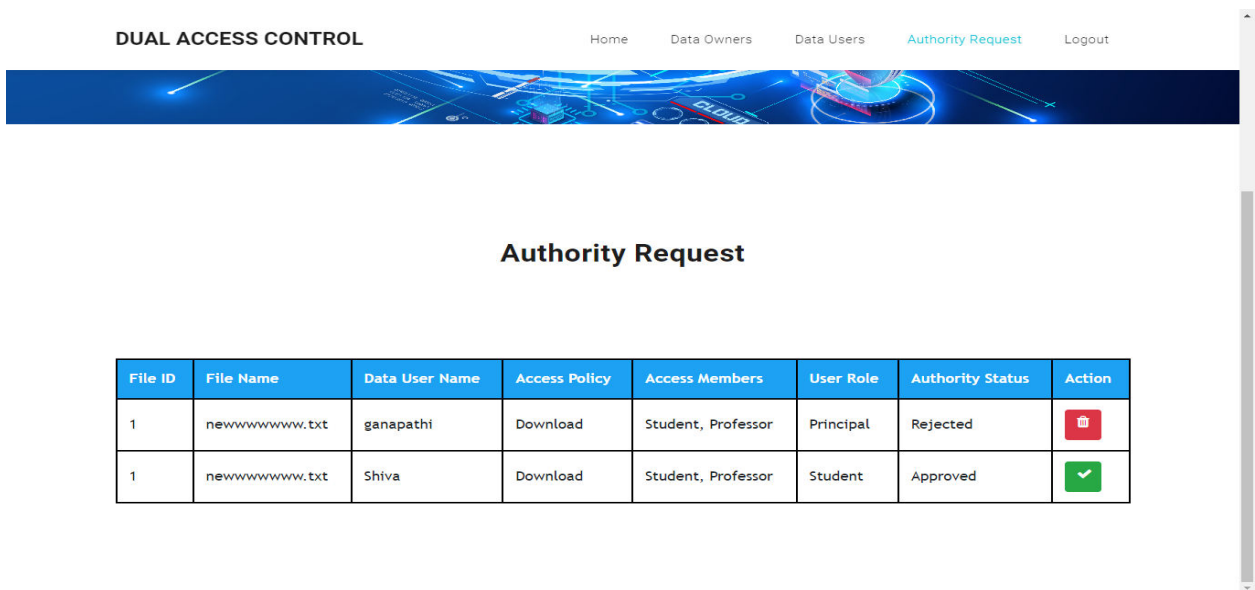 DUAL ACCESS CONTROL Home Data Owners Data Users Authority Request Logout
CLOUD
Authority Request
File ID File Name Data User Name Access Policy Access Members User Role Authority Status Action
1 newwwwwww.txt ganapathi Download Student, Professor Principal Rejected
1 newwwwwww.txt Shiva Download Student, Professor Student Approved